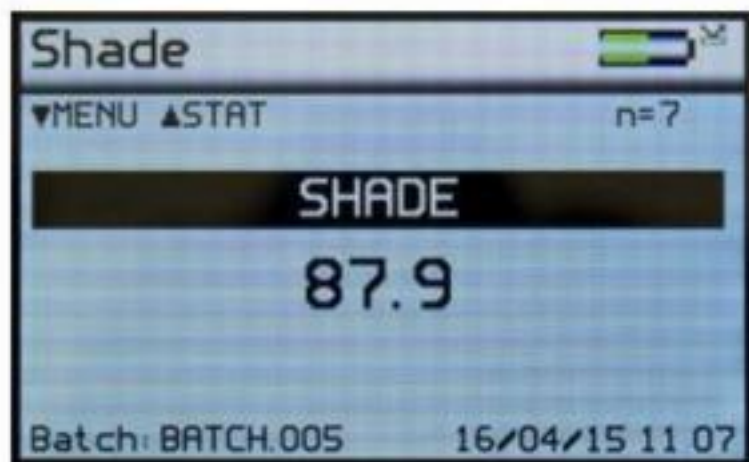 Shade
▼MENU ▲STAT n=7
SHADE
87.9
Batch: BATCH.005 16/04/15 11 07